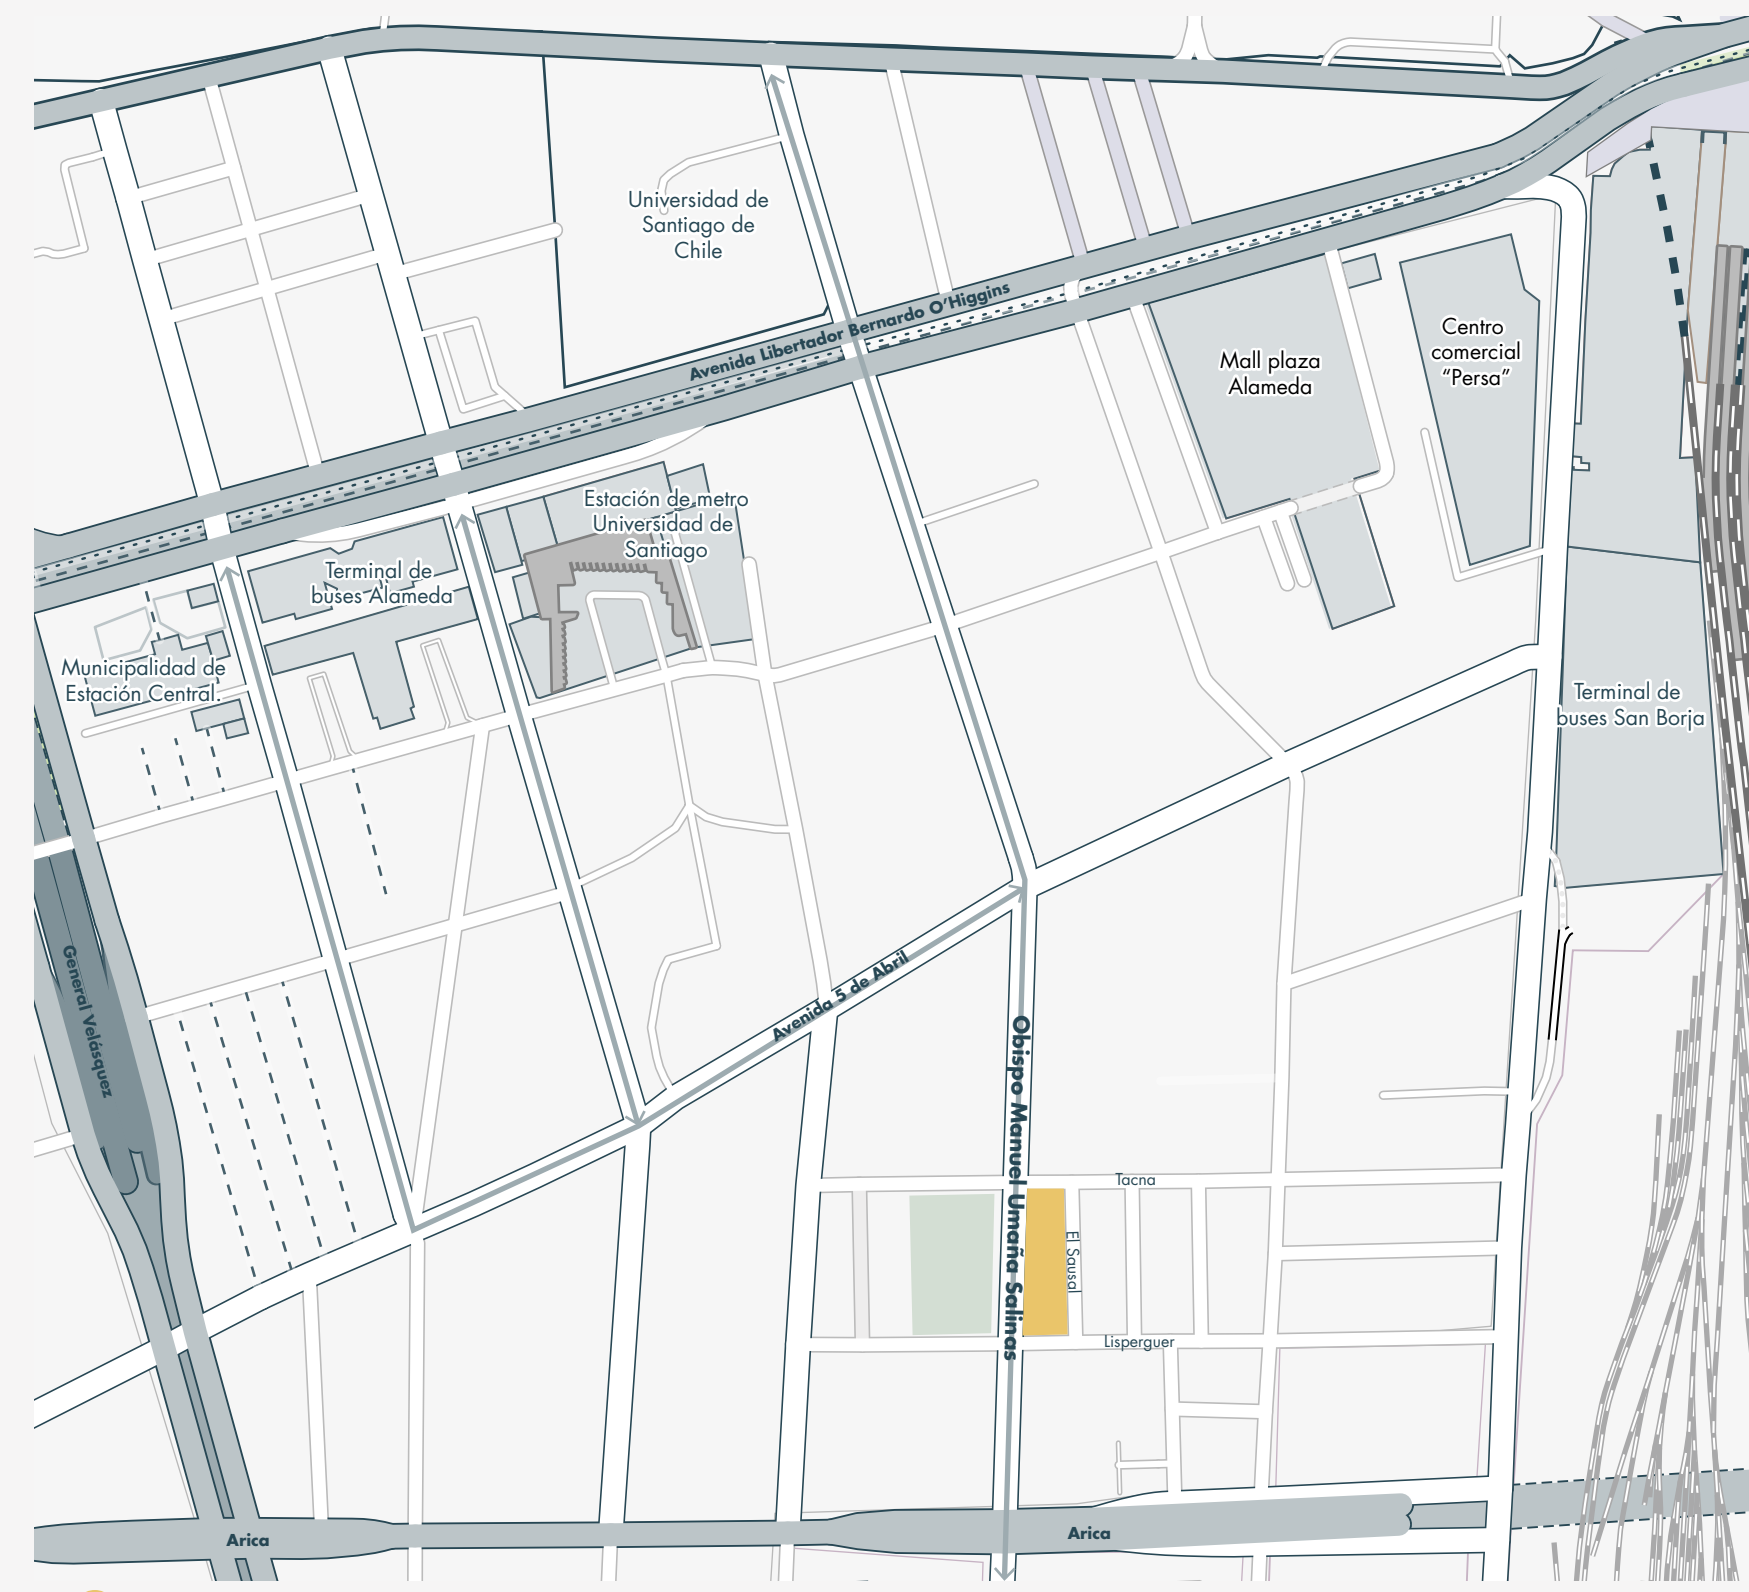 Universidad de
Santiago de
Chile
Avenida Libertador Bernardo O'Higgins
Mall plaza
Alameda
Centro
comercial
“Persa”
Estación de metro
Universidad de
Santiago
Terminal de
buses Alameda
Municipalidad de
Estación Central.
Terminal de
buses San Borja
General Velásquez
Avenida 5 de Abril
Obispo Manuel Umaña Salinas
Tacna
El Sausal
Lisperguer
Arica
Arica